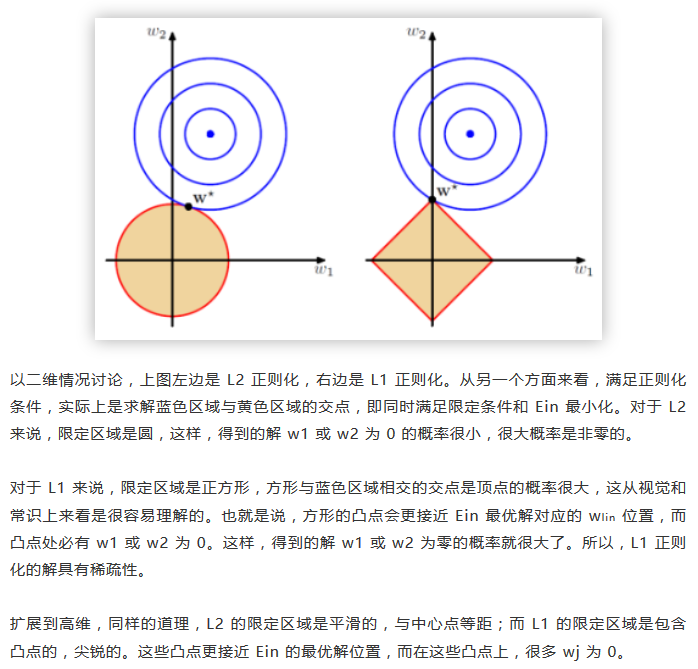 w2
w2
w*
w*
w1
w1
以二维情况讨论，上图左边是 L2 正则化，右边是 L1 正则化。从另一个方面来看，满足正则化
条件，实际上是求解蓝色区域与黄色区域的交点，即同时满足限定条件和 Ein 最小化。对于 L2
来说，限定区域是圆，这样，得到的解 w1 或 w2 为 0 的概率很小，很大概率是非零的。
对于 L1 来说，限定区域是正方形，方形与蓝色区域相交的交点是顶点的概率很大，这从视觉和
常识上来看是很容易理解的。也就是说，方形的凸点会更接近 Ein 最优解对应的 wlin 位置，而
凸点处必有 w1 或 w2 为 0。这样，得到的解 w1 或 w2 为零的概率就很大了。所以，L1 正则
化的解具有稀疏性。
扩展到高维，同样的道理，L2 的限定区域是平滑的，与中心点等距；而 L1 的限定区域是包含
凸点的，尖锐的。这些凸点更接近 Ein 的最优解位置，而在这些凸点上，很多 wj 为 0。